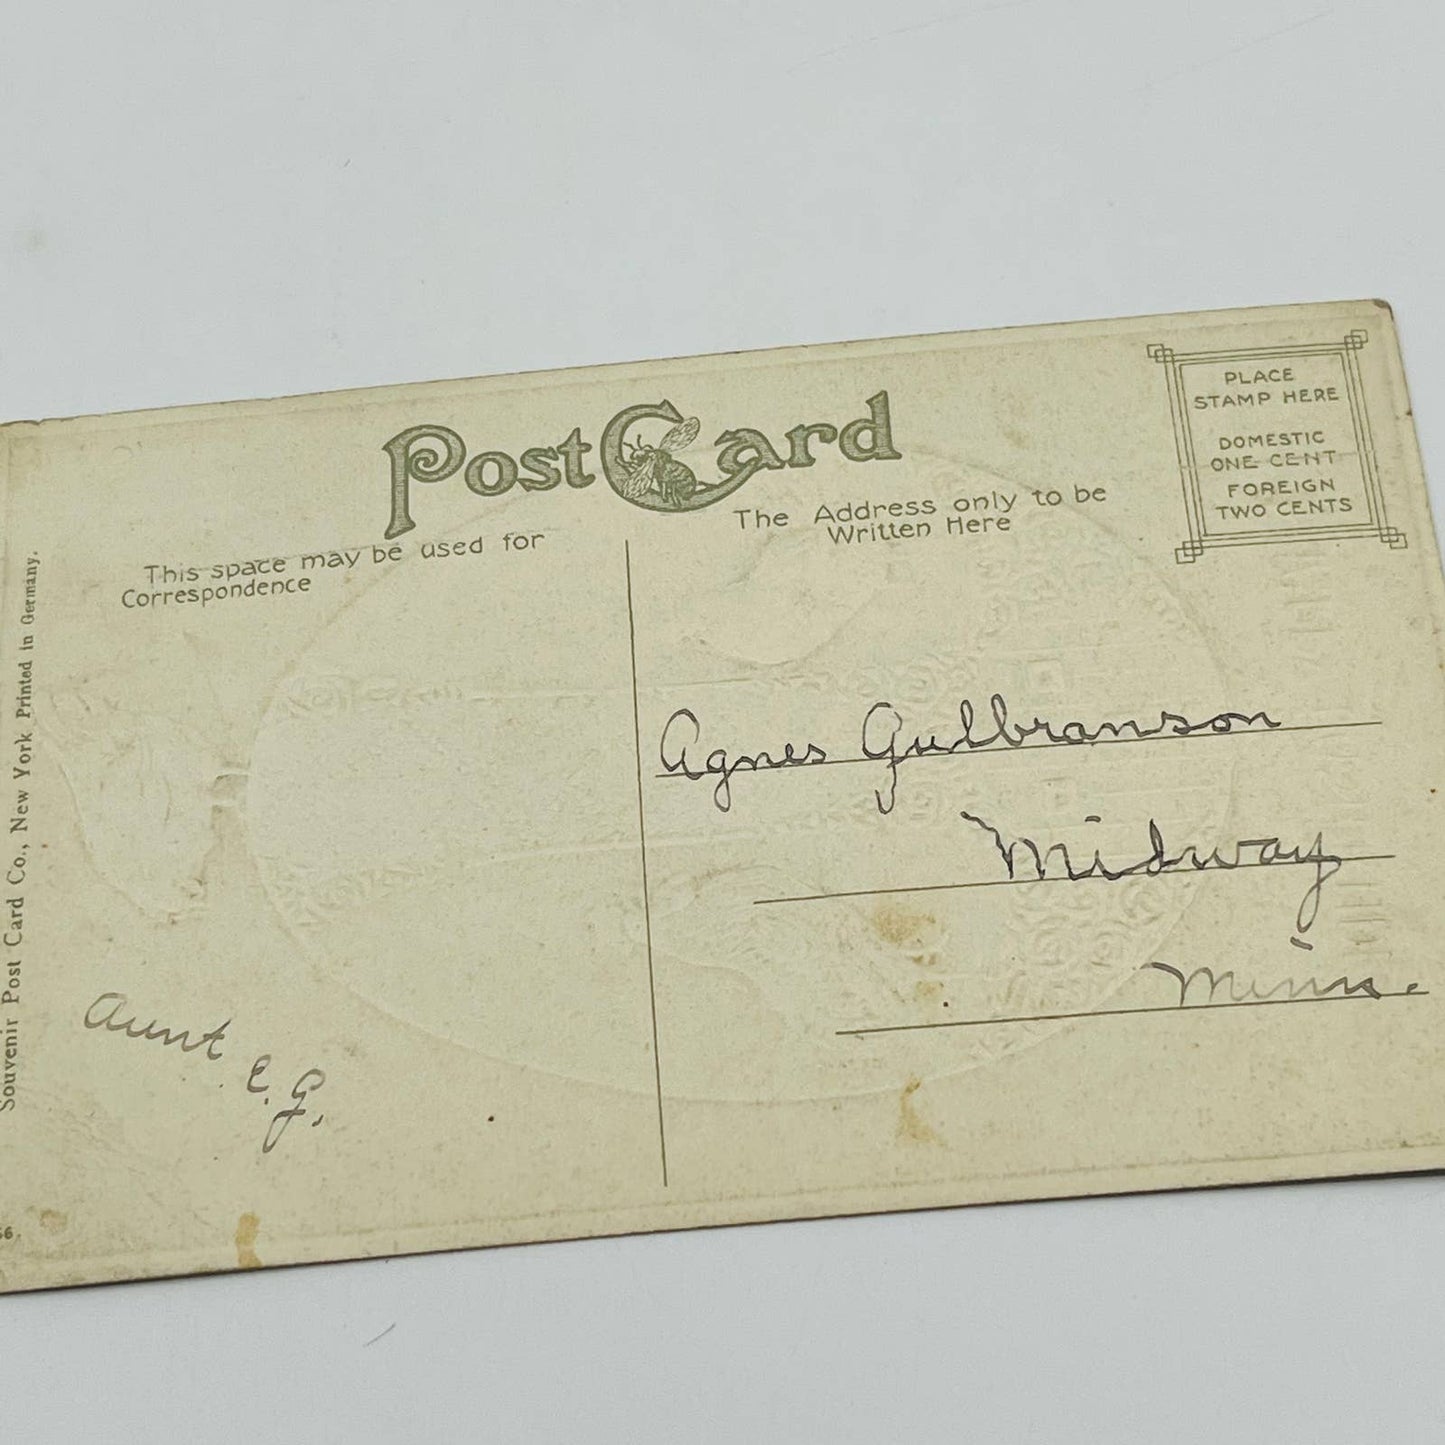 Post Card
PLACE
STAMP HERE
DOMESTIC
ONE CENT
FOREIGN
TWO CENTS
This space may be used for
Correspondence
The Address only to be
Written Here
Agnes Gulbranson
Midway
Minn.
Aunt
C. G.
Souvenir Post Card Co., New York Printed in Germany.